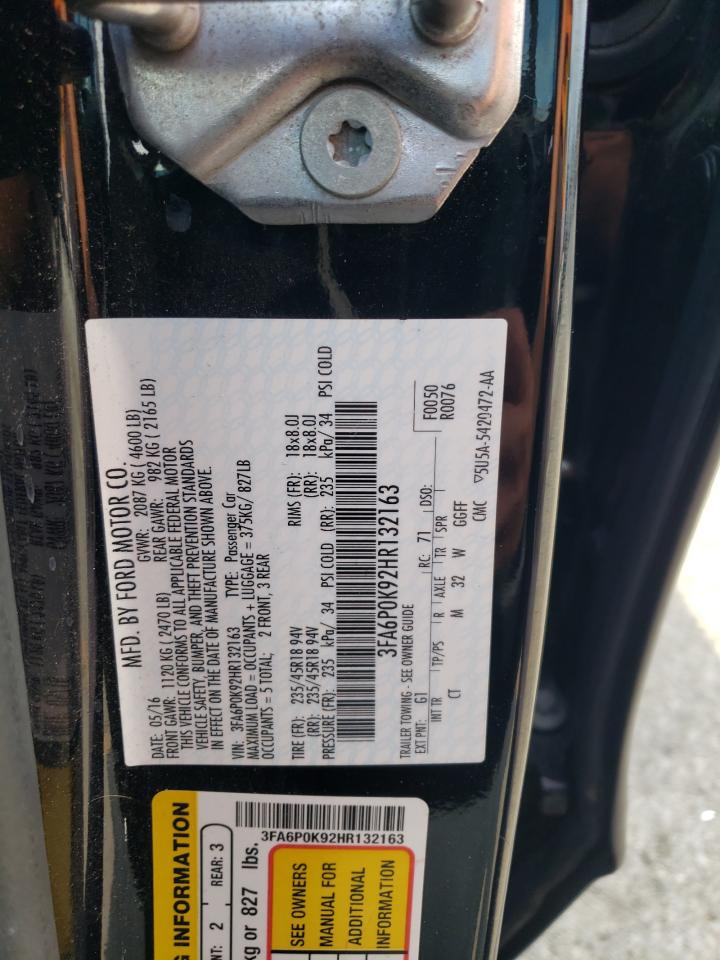 MFD. BY FORD MOTOR CO.
DATE: 05/16 GVWR: 2087 KG ( 4600 LB)
FRONT GAWR: 1120 KG ( 2470 LB) REAR GAWR: 982 KG ( 2165 LB)
THIS VEHICLE CONFORMS TO ALL APPLICABLE FEDERAL MOTOR
VEHICLE SAFETY, BUMPER, AND THEFT PREVENTION STANDARDS
IN EFFECT ON THE DATE OF MANUFACTURE SHOWN ABOVE.
VIN: 3FA6P0K92HR132163 TYPE: Passenger Car
MAXIMUM LOAD = OCCUPANTS + LUGGAGE = 375KG/ 827LB
OCCUPANTS = 5 TOTAL; 2 FRONT, 3 REAR
TIRE (FR): 235/45R18 94V RIMS (FR): 18x8.0J
(RR): 235/45R18 94V (RR): 18x8.0J
PRESSURE (FR): 235 kPa/ 34 PSI COLD (RR): 235 kPa/ 34 PSI COLD
3FA6P0K92HR132163
TRAILER TOWING - SEE OWNER GUIDE F0050
EXT PNT: G1 RC: 71 DSO: R0076
INT TR TP/PS R AXLE TR SPR
CT M 32 W GGFF
CMC ▽5U5A-5420472-AA
G INFORMATION
NT: 2 REAR: 3
kg or 827 lbs.
3FA6P0K92HR132163
SEE OWNERS
MANUAL FOR
ADDITIONAL
INFORMATION